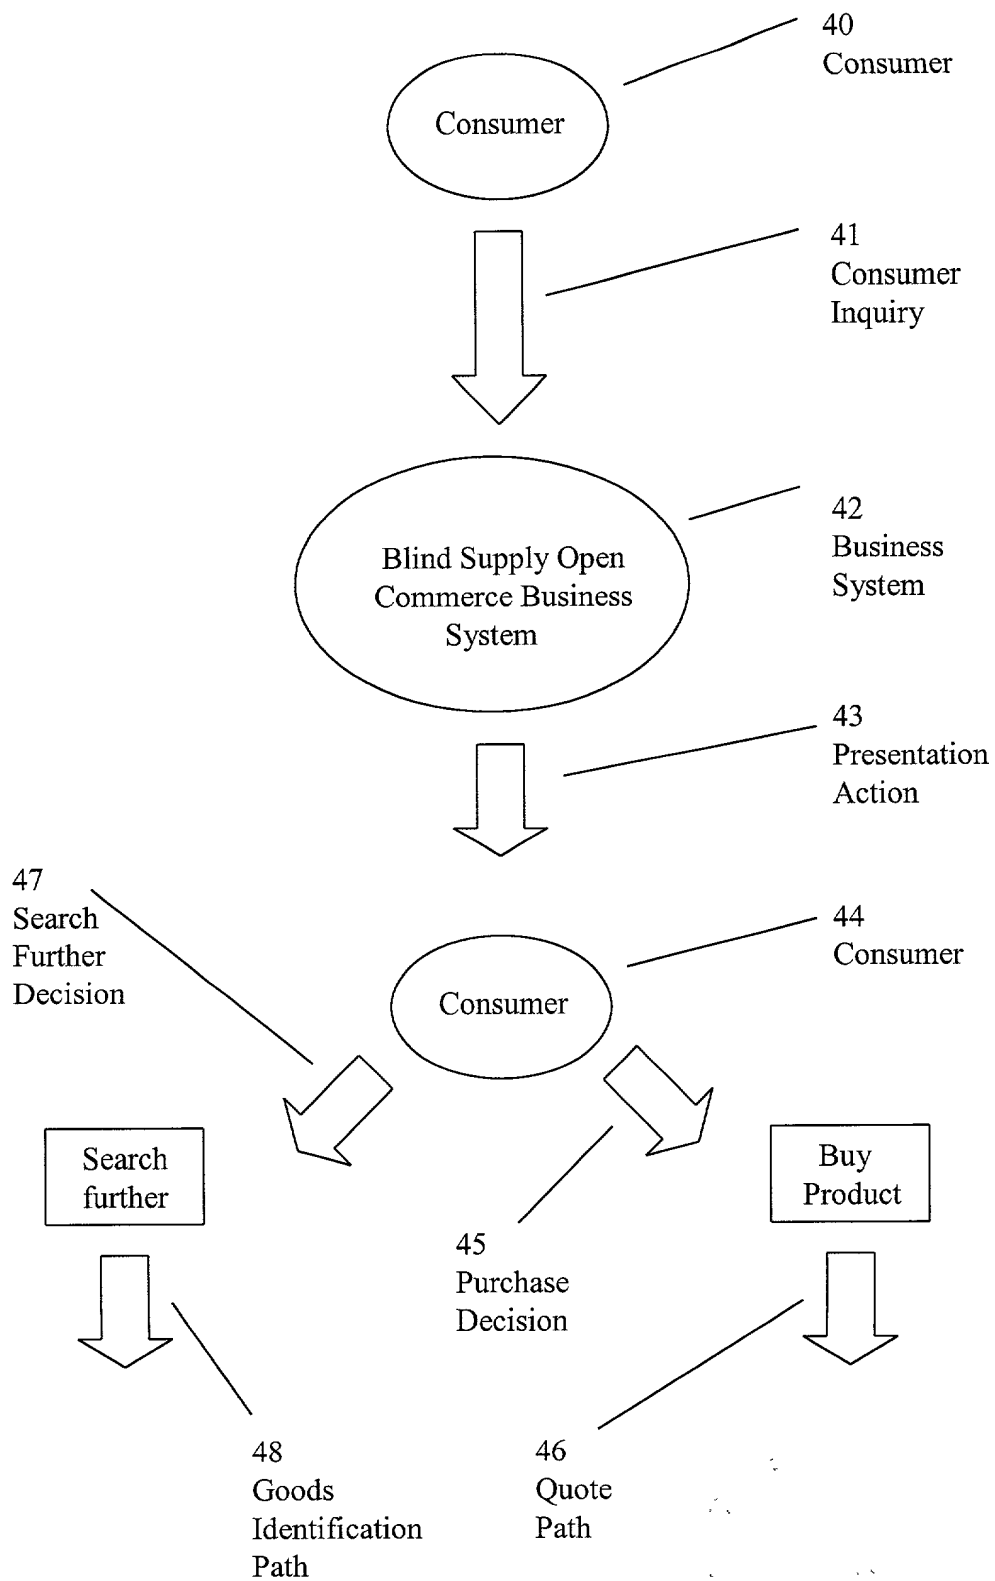 40
Consumer
Consumer
41
Consumer
Inquiry
42
Business
System
Blind Supply Open
Commerce Business
System
43
Presentation
Action
47
Search
Further
Decision
44
Consumer
Consumer
Search
further
Buy
Product
45
Purchase
Decision
48
Goods
Identification
Path
46
Quote
Path